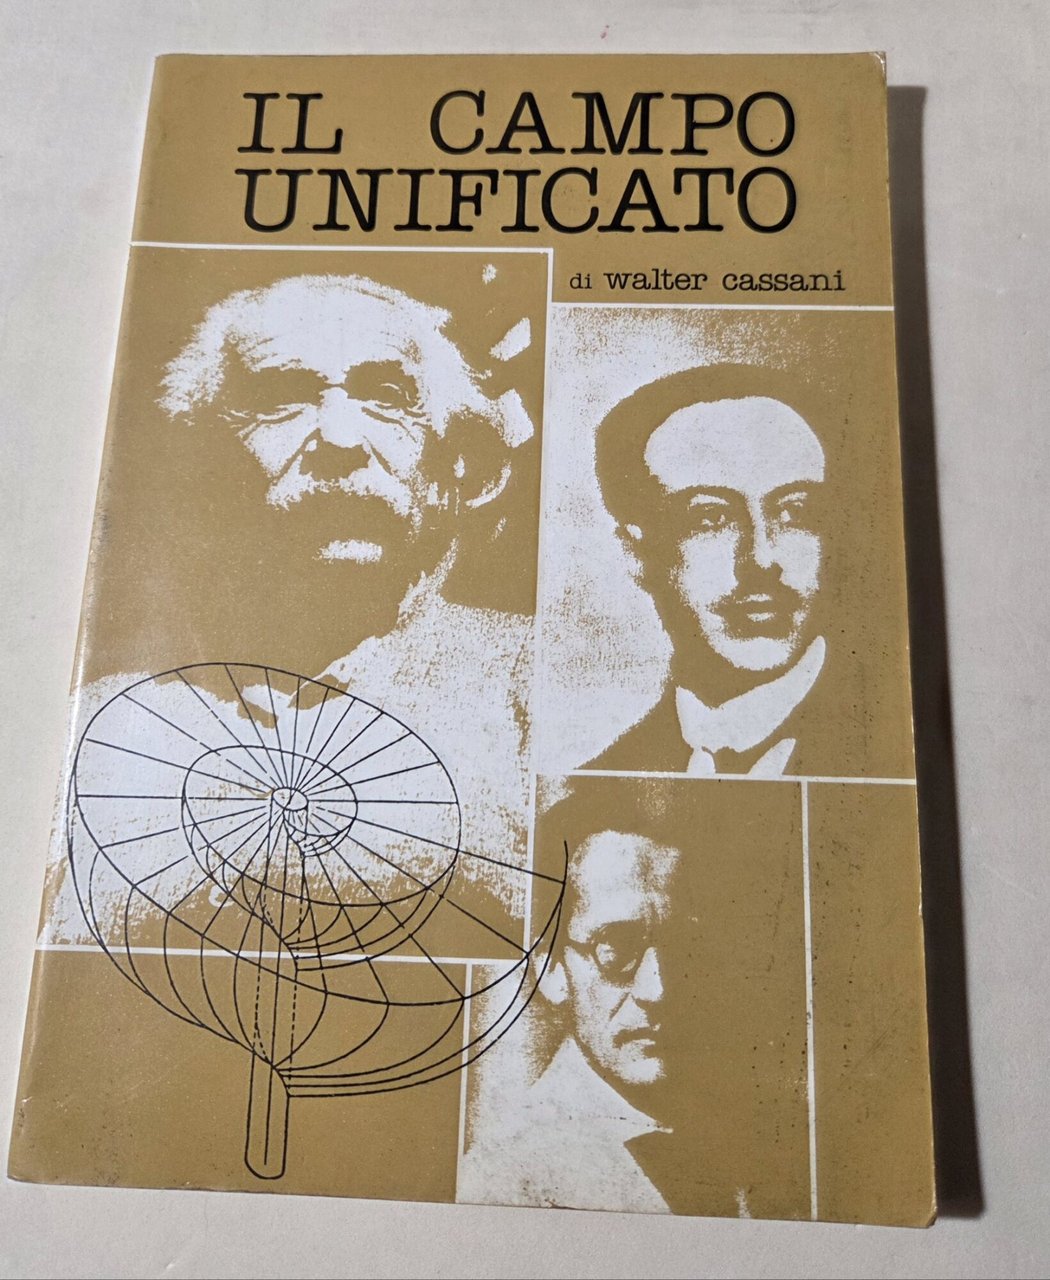 IL CAMPO
UNIFICATO
di walter cassani